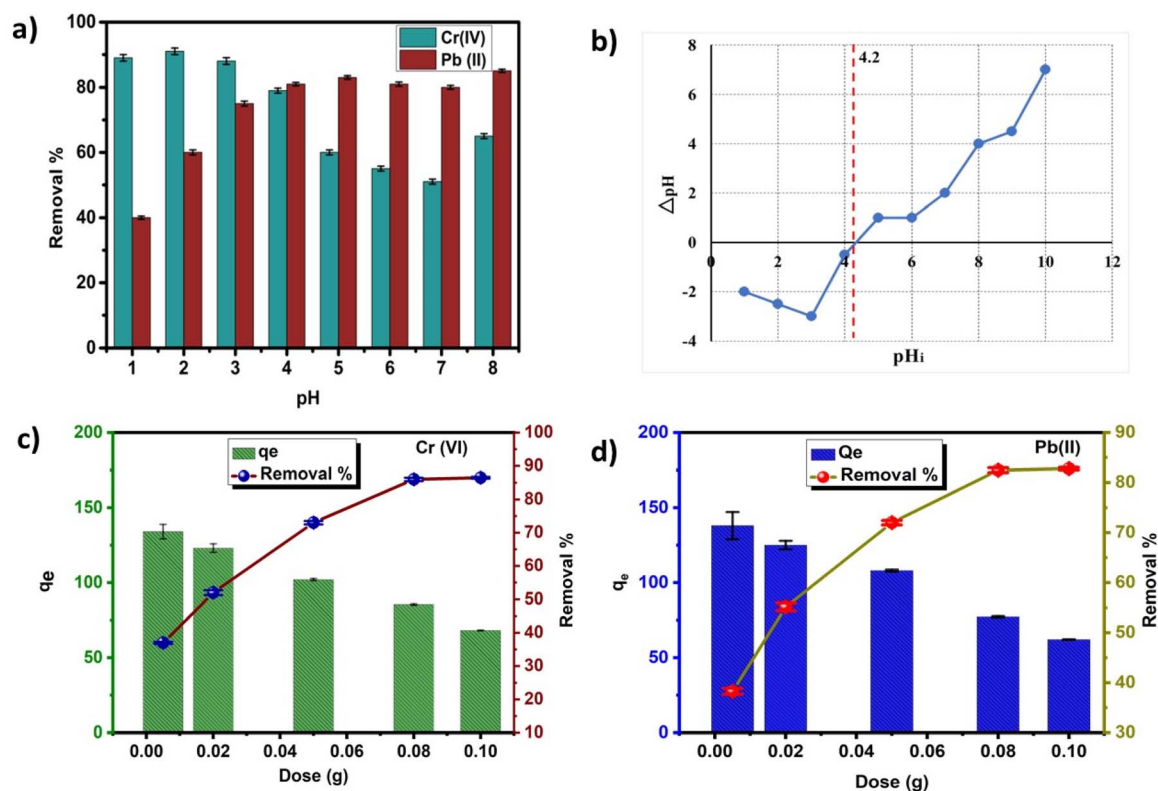 a)
100
80
60
40
20
0
Removal %
Cr(IV)
Pb (II)
1 2 3 4 5 6 7 8
pH
b)
8
6
4
2
0
-2
-4
△pH
4.2
0 2 4 6 8 10 12
pHi
c)
200
150
100
50
0
qe
qe
Removal %
Cr (VI)
100
90
80
70
60
50
40
30
20
10
Removal %
0.00 0.02 0.04 0.06 0.08 0.10
Dose (g)
d)
200
150
100
50
0
qe
Qe
Removal %
Pb(II)
90
80
70
60
50
40
30
Removal %
0.00 0.02 0.04 0.06 0.08 0.10
Dose (g)